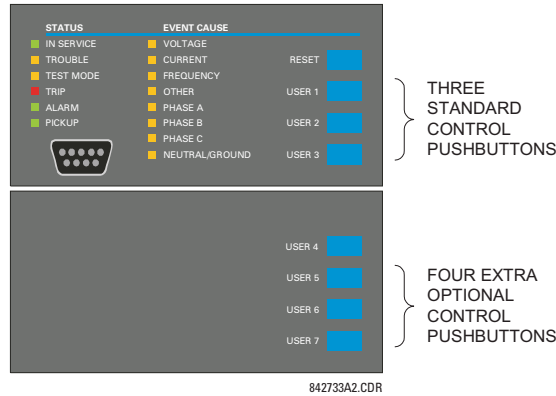 STATUS EVENT CAUSE
IN SERVICE VOLTAGE
TROUBLE CURRENT RESET
TEST MODE FREQUENCY
TRIP OTHER USER 1
ALARM PHASE A
PICKUP PHASE B USER 2
PHASE C
NEUTRAL/GROUND USER 3
THREE
STANDARD
CONTROL
PUSHBUTTONS
USER 4
USER 5
USER 6
USER 7
FOUR EXTRA
OPTIONAL
CONTROL
PUSHBUTTONS
842733A2.CDR